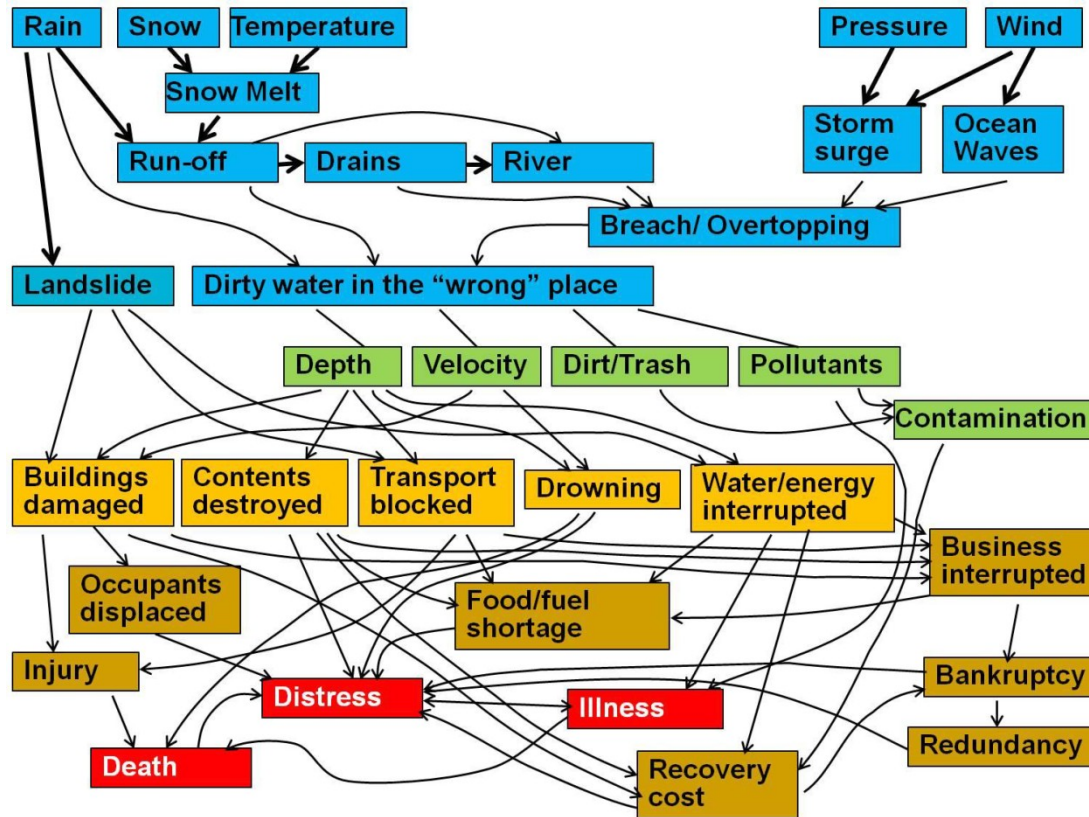 Rain
Snow
Temperature
Pressure
Wind
Snow Melt
Storm
surge
Ocean
Waves
Run-off
Drains
River
Breach/ Overtopping
Landslide
Dirty water in the “wrong” place
Depth
Velocity
Dirt/Trash
Pollutants
Contamination
Buildings
damaged
Contents
destroyed
Transport
blocked
Drowning
Water/energy
interrupted
Business
interrupted
Occupants
displaced
Food/fuel
shortage
Injury
Distress
Illness
Bankruptcy
Redundancy
Death
Recovery
cost